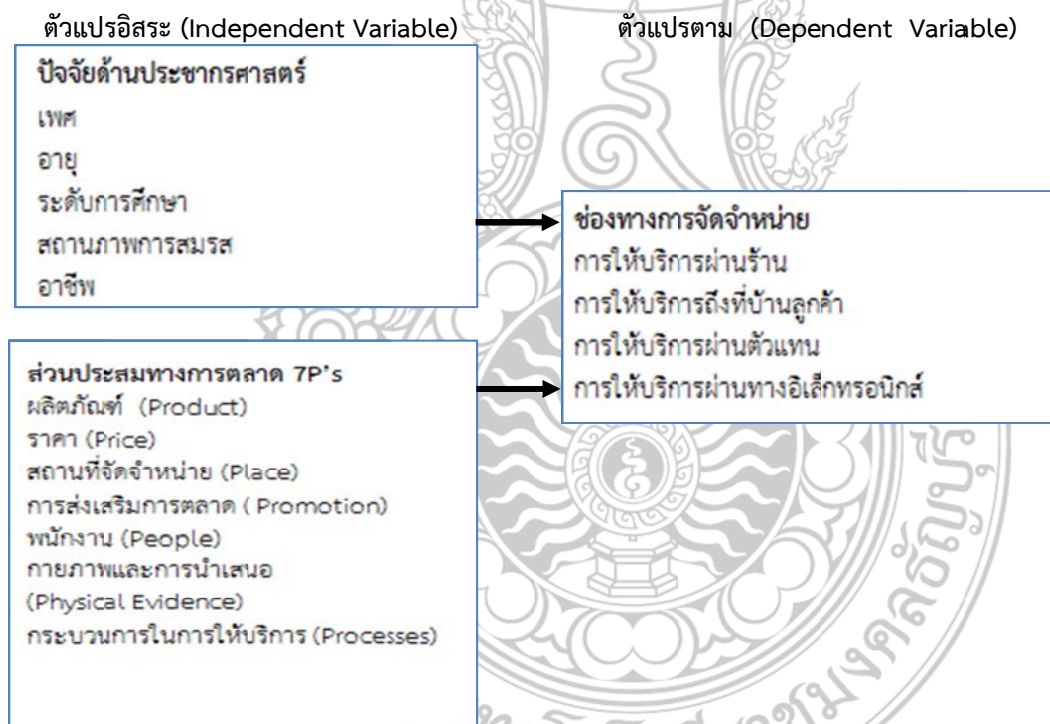 ตัวแปรอิสระ (Independent Variable)
ตัวแปรตาม (Dependent Variable)
ปัจจัยด้านประชากรศาสตร์
เพศ
อายุ
ระดับการศึกษา
สถานภาพการสมรส
อาชีพ
ช่องทางการจัดจำหน่าย
การให้บริการผ่านร้าน
การให้บริการถึงที่บ้านลูกค้า
การให้บริการผ่านตัวแทน
การให้บริการผ่านทางอิเล็กทรอนิกส์
ส่วนประสมทางการตลาด 7P's
ผลิตภัณฑ์ (Product)
ราคา (Price)
สถานที่จัดจำหน่าย (Place)
การส่งเสริมการตลาด ( Promotion)
พนักงาน (People)
กายภาพและการนำเสนอ
(Physical Evidence)
กระบวนการในการให้บริการ (Processes)